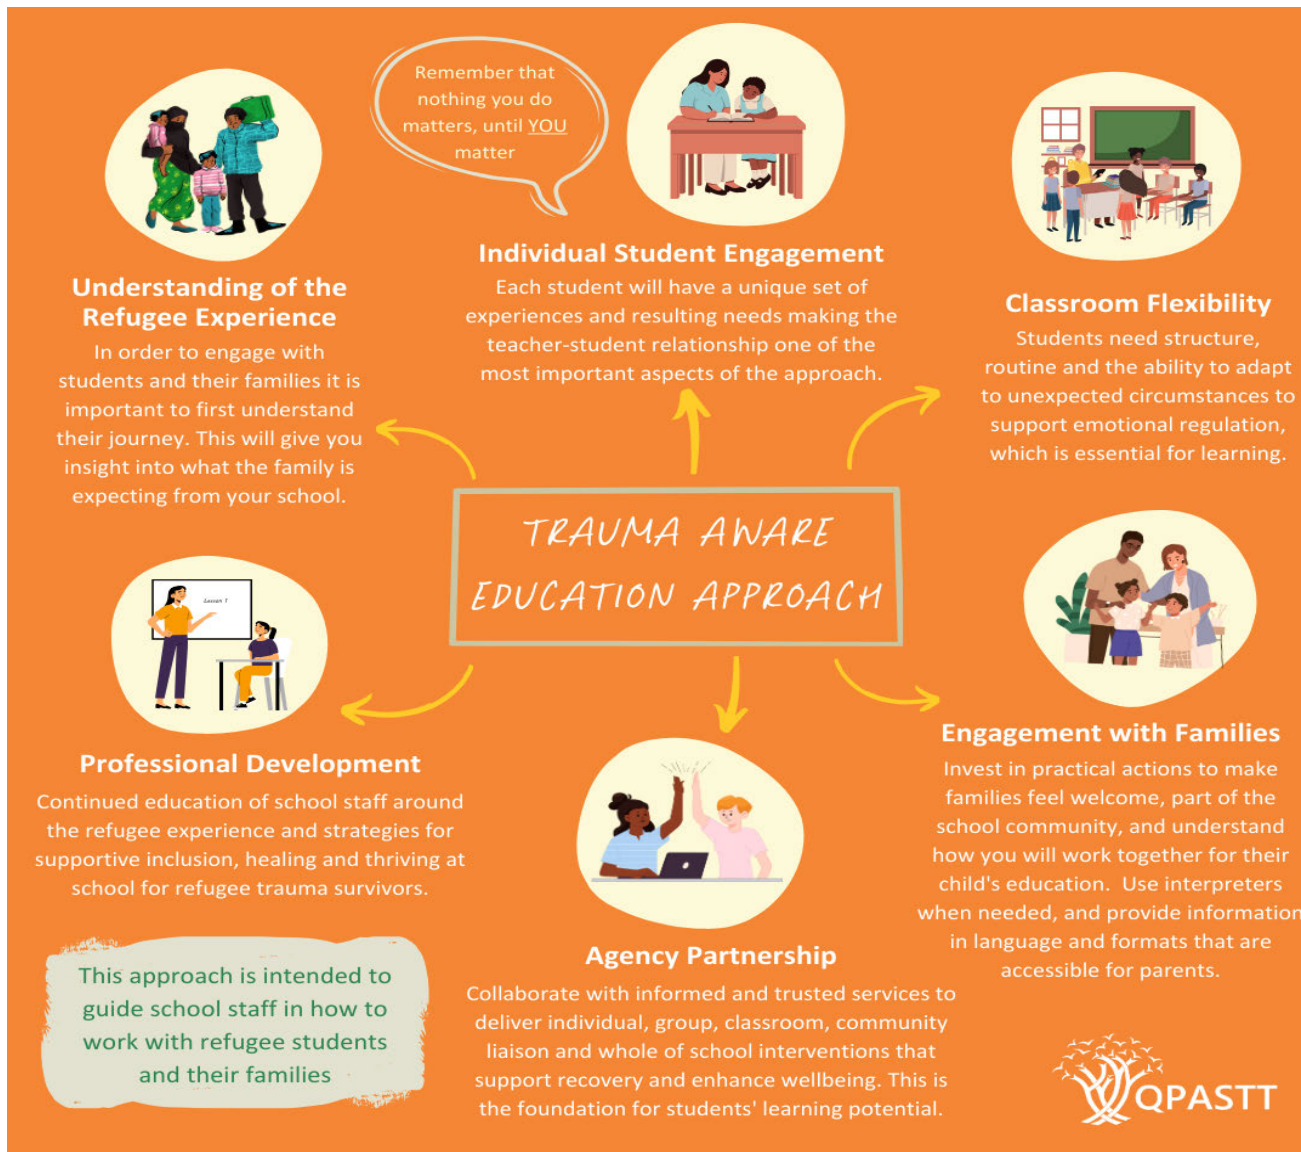 Remember that
nothing you do
matters, until YOU
matter
Understanding of the
Refugee Experience
In order to engage with
students and their families it is
important to first understand
their journey. This will give you
insight into what the family is
expecting from your school.
Individual Student Engagement
Each student will have a unique set of
experiences and resulting needs making the
teacher-student relationship one of the
most important aspects of the approach.
Classroom Flexibility
Students need structure,
routine and the ability to adapt
to unexpected circumstances to
support emotional regulation,
which is essential for learning.
TRAUMA AWARE
EDUCATION APPROACH
Lesson 1
Professional Development
Continued education of school staff around
the refugee experience and strategies for
supportive inclusion, healing and thriving at
school for refugee trauma survivors.
Agency Partnership
Collaborate with informed and trusted services to
deliver individual, group, classroom, community
liaison and whole of school interventions that
support recovery and enhance wellbeing. This is
the foundation for students' learning potential.
Engagement with Families
Invest in practical actions to make
families feel welcome, part of the
school community, and understand
how you will work together for their
child's education. Use interpreters
when needed, and provide information
in language and formats that are
accessible for parents.
This approach is intended to
guide school staff in how to
work with refugee students
and their families
QPASTT